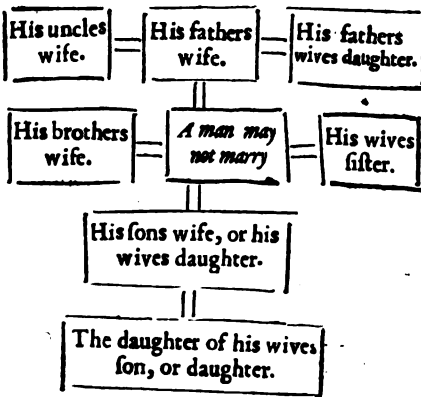 His uncles
wife.
His fathers
wife.
His fathers
wives daughter.
His brothers
wife.
A man may
not marry
His wives
ſiſter.
His ſons wife, or his
wives daughter.
The daughter of his wives
ſon, or daughter.